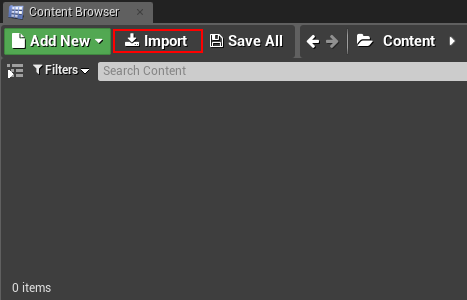 Content Browser
Add New Import Save All Content
Filters Search Content
0 items